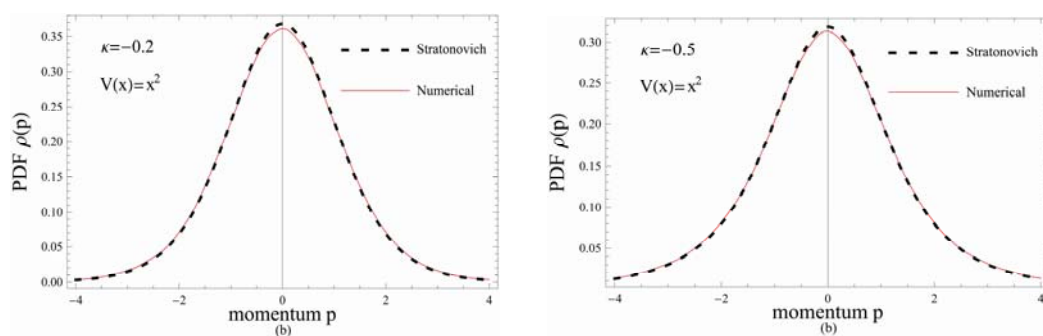 κ=−0.2
V(x)=x²
Stratonovich
Numerical
PDF ρ(p)
0.35
0.30
0.25
0.20
0.15
0.10
0.05
0.00
−4
−2
0
2
4
momentum p
(b)
κ=−0.5
V(x)=x²
Stratonovich
Numerical
PDF ρ(p)
0.30
0.25
0.20
0.15
0.10
0.05
−4
−2
0
2
4
momentum p
(b)